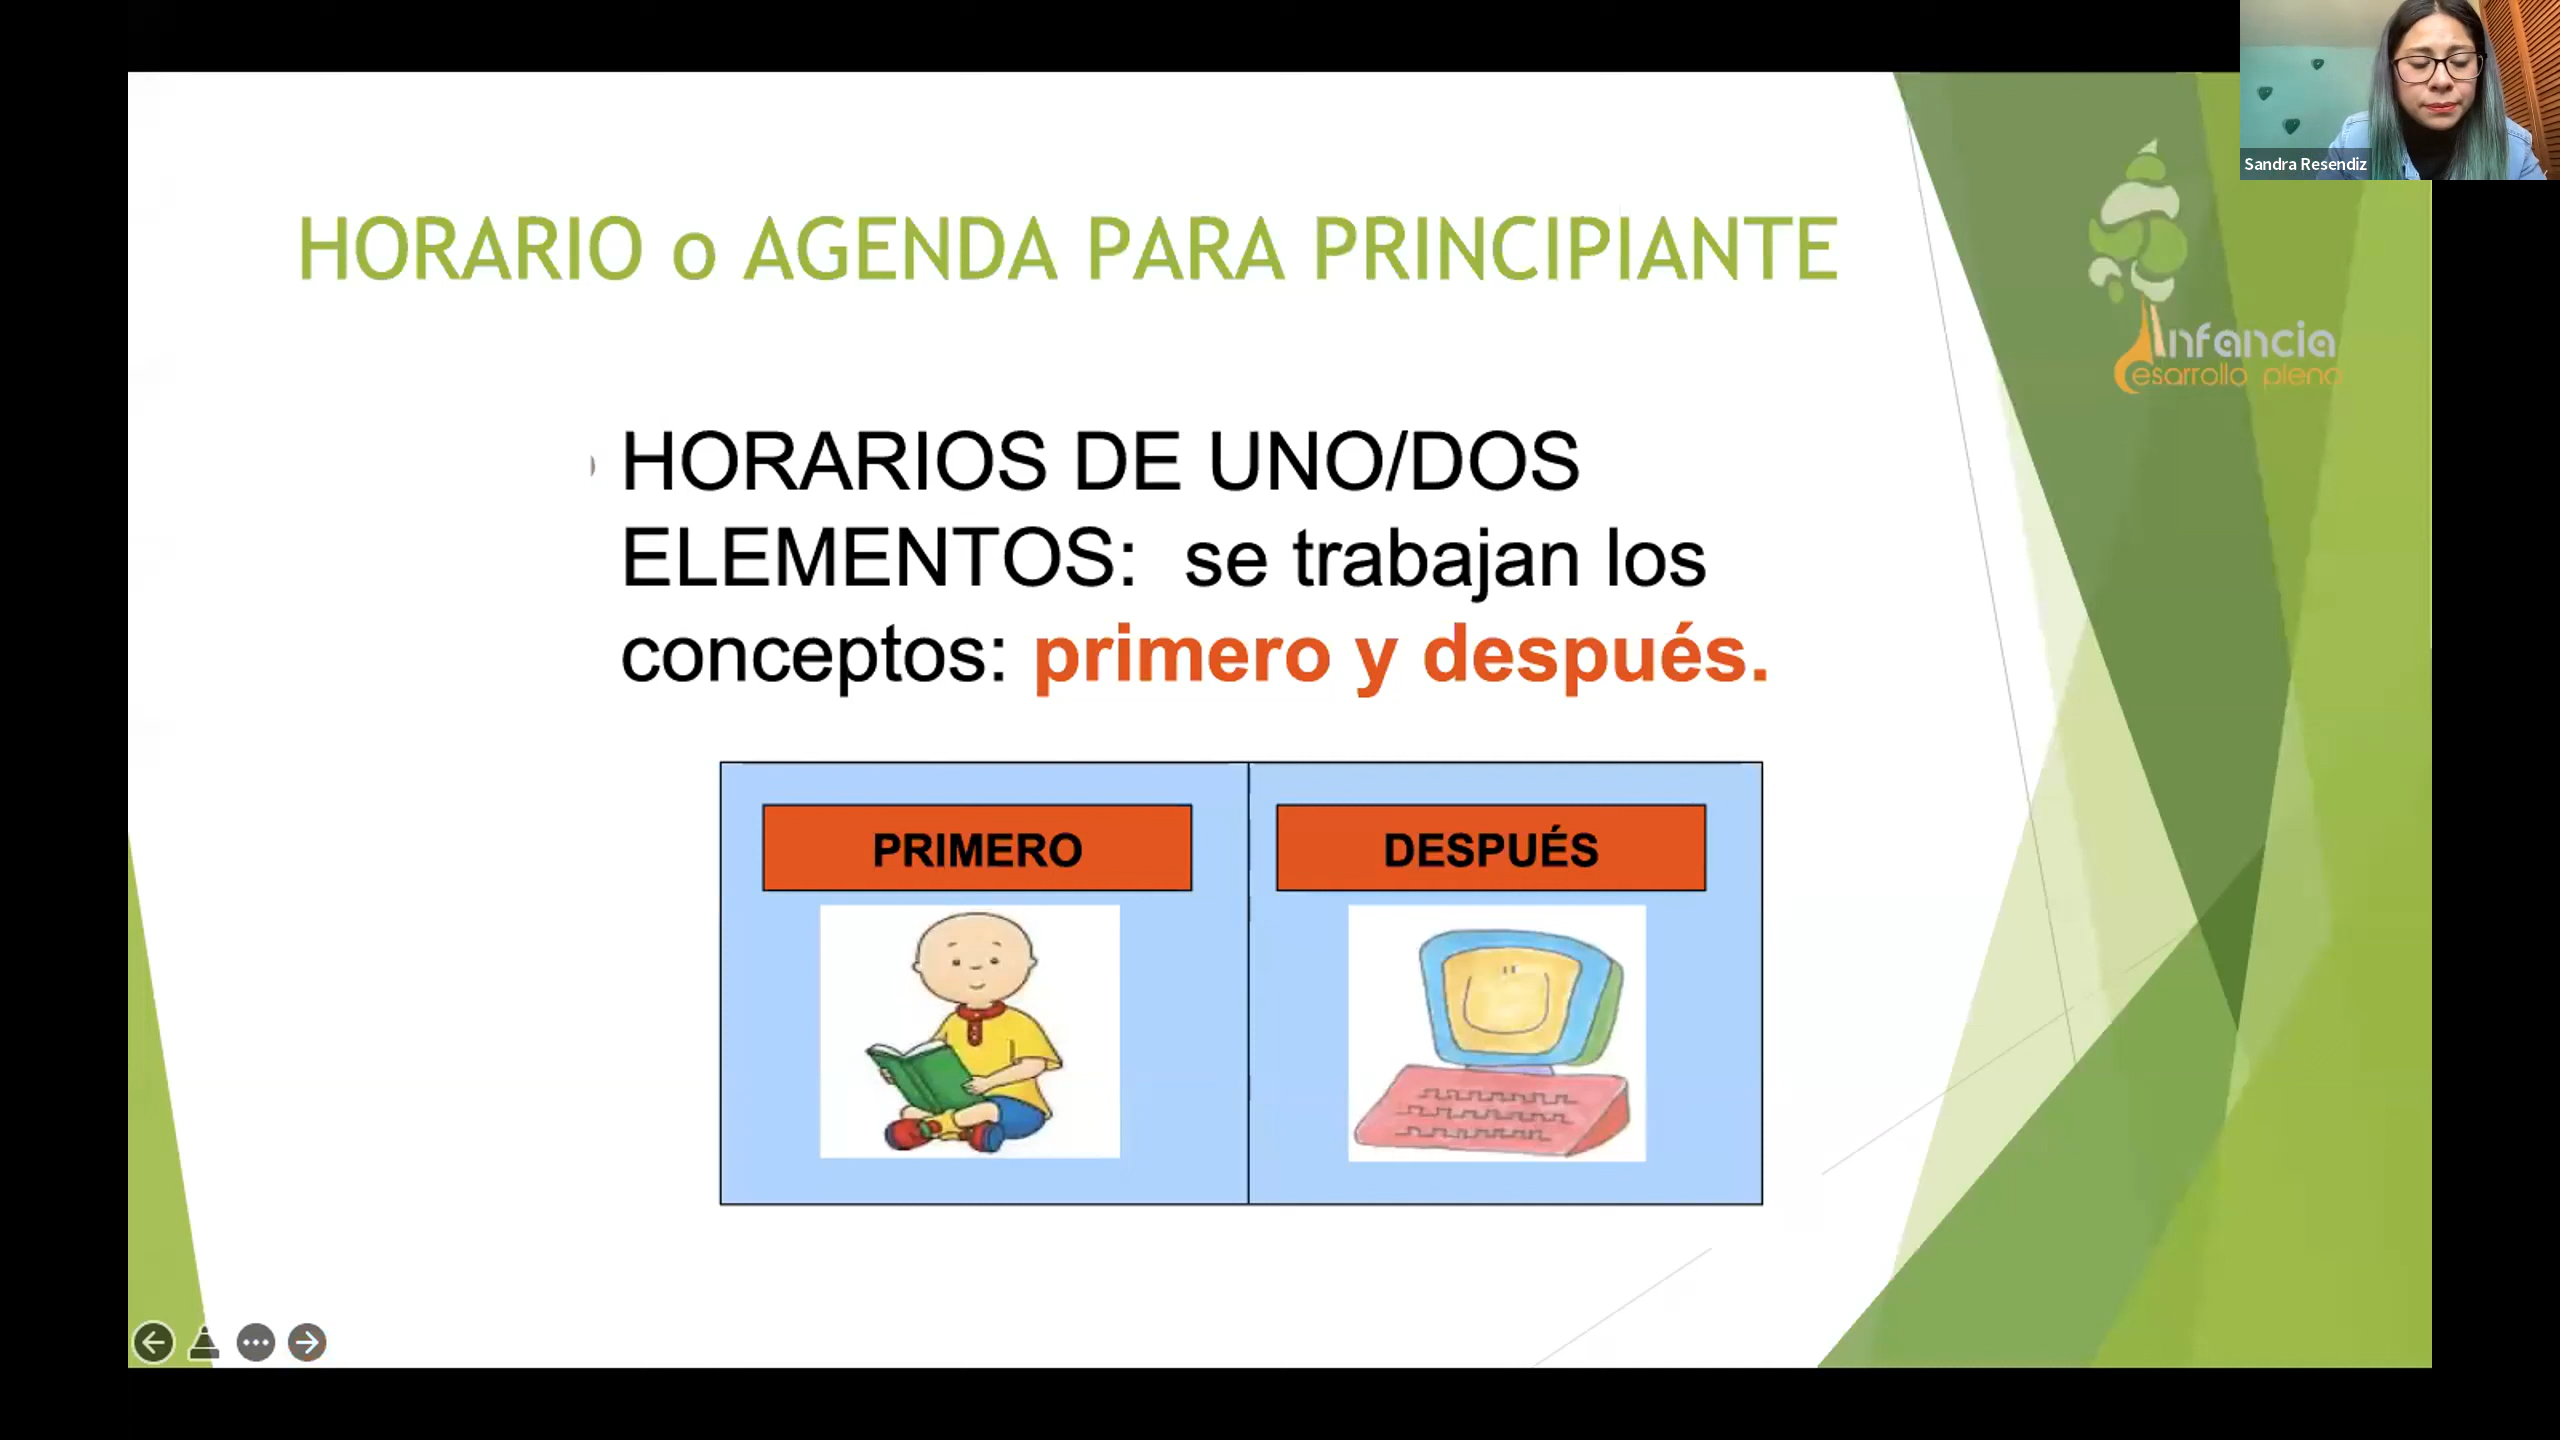 Sandra Resendiz
HORARIO o AGENDA PARA PRINCIPIANTE
Infancia
Desarrollo pleno
HORARIOS DE UNO/DOS
ELEMENTOS: se trabajan los
conceptos: primero y después.
PRIMERO
DESPUÉS